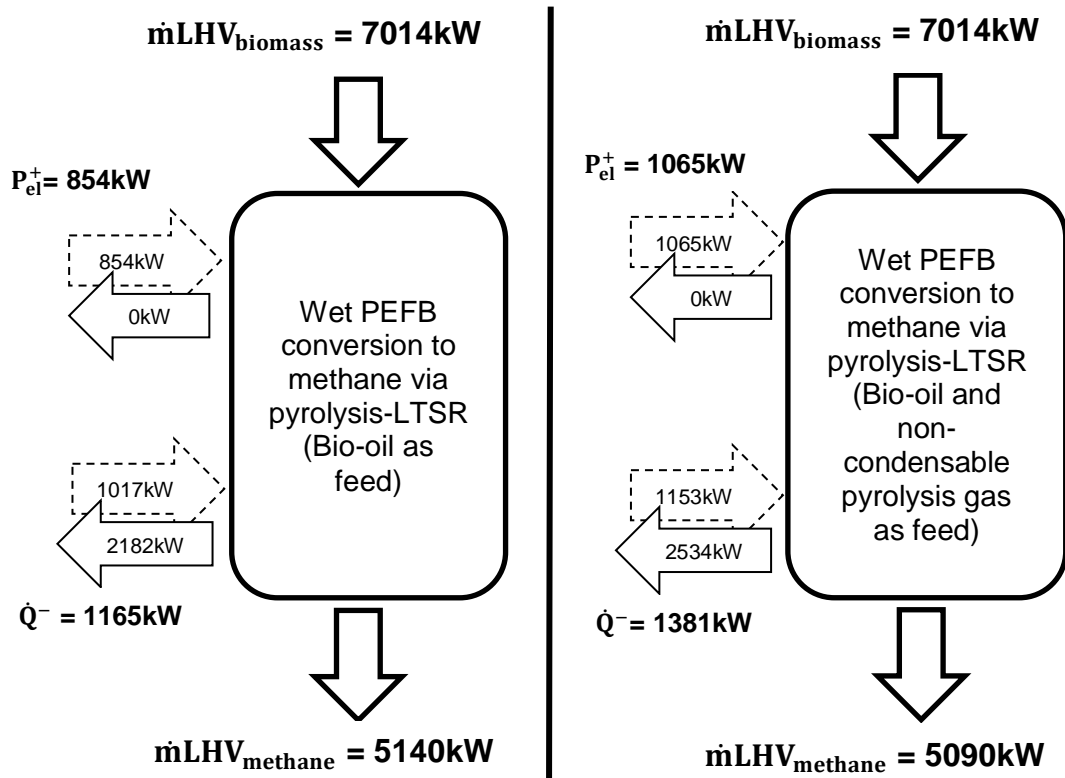 ṁLHV_biomass = 7014kW
P_el^+= 854kW
854kW
0kW
Wet PEFB
conversion to
methane via
pyrolysis-LTSR
(Bio-oil as
feed)
1017kW
2182kW
Q̇^− = 1165kW
ṁLHV_methane = 5140kW
ṁLHV_biomass = 7014kW
P_el^+ = 1065kW
1065kW
0kW
Wet PEFB
conversion to
methane via
pyrolysis-LTSR
(Bio-oil and
non-
condensable
pyrolysis gas
as feed)
1153kW
2534kW
Q̇^−= 1381kW
ṁLHV_methane = 5090kW